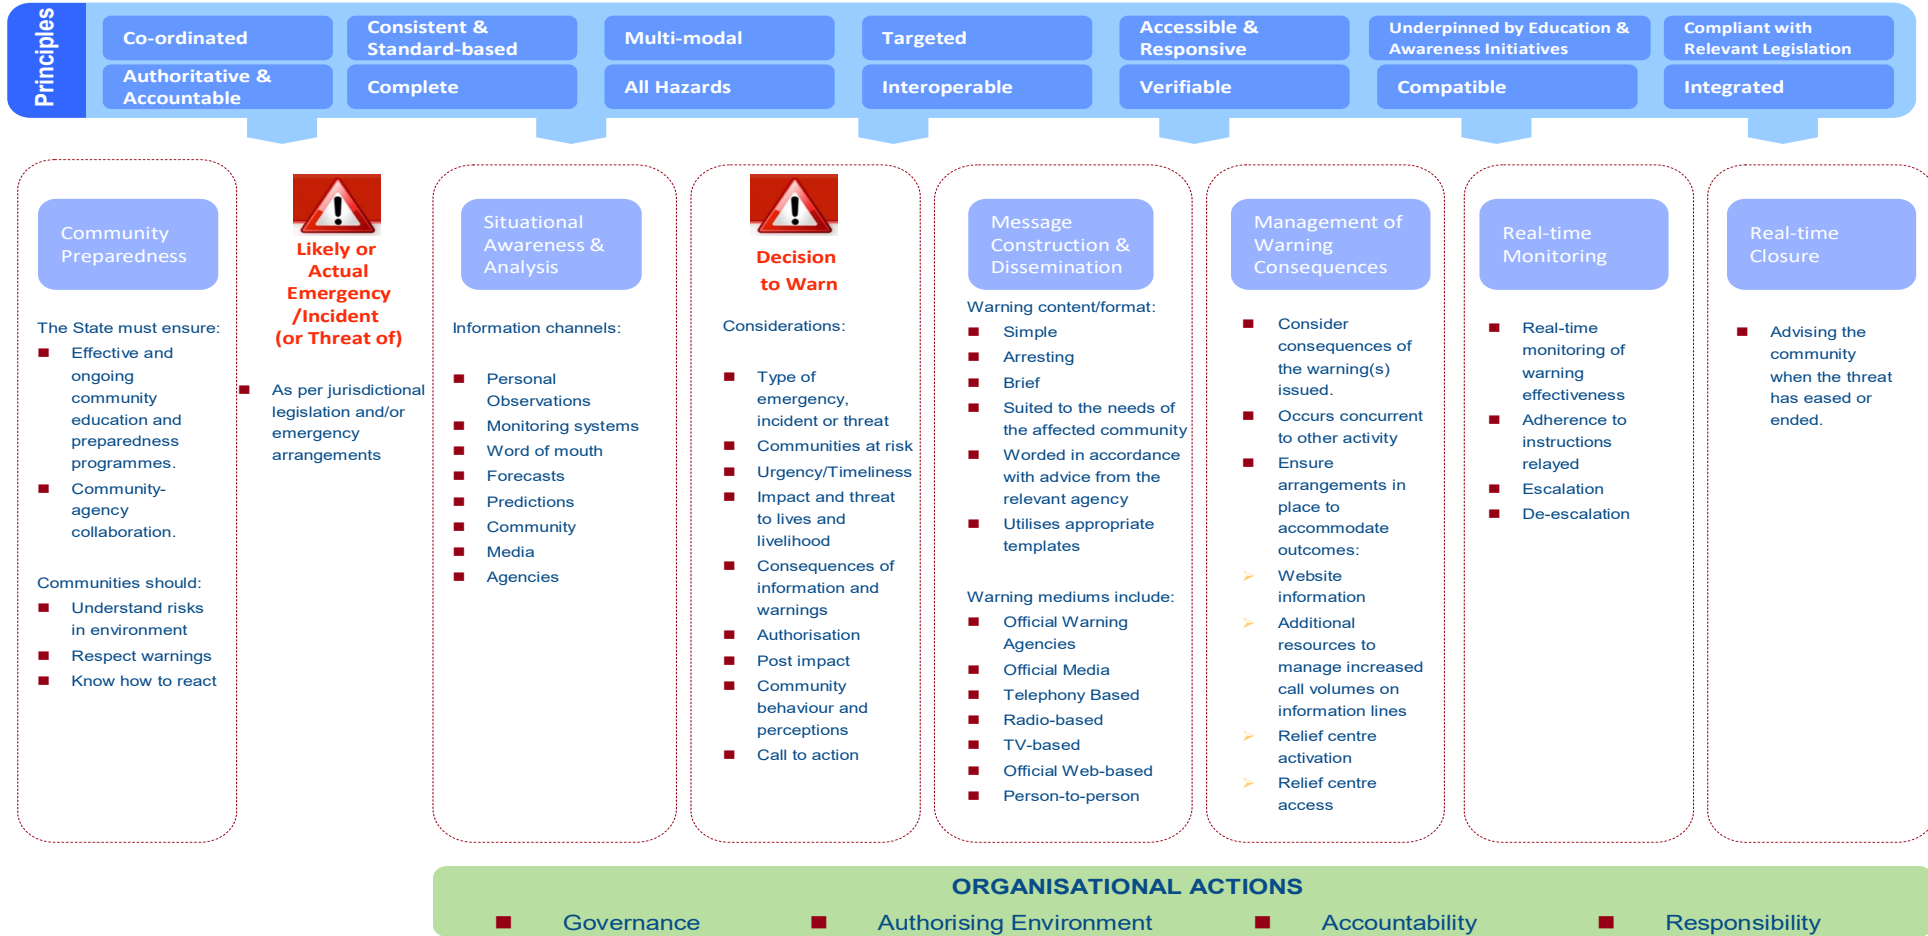 Principles
Co-ordinated
Consistent &
Standard-based
Multi-modal
Targeted
Accessible &
Responsive
Underpinned by Education &
Awareness Initiatives
Compliant with
Relevant Legislation
Authoritative &
Accountable
Complete
All Hazards
Interoperable
Verifiable
Compatible
Integrated
Community
Preparedness
The State must ensure:
Effective and
ongoing
community
education and
preparedness
programmes.
Community-
agency
collaboration.
Communities should:
Understand risks
in environment
Respect warnings
Know how to react
Likely or
Actual
Emergency
/Incident
(or Threat of)
As per jurisdictional
legislation and/or
emergency
arrangements
Situational
Awareness &
Analysis
Information channels:
Personal
Observations
Monitoring systems
Word of mouth
Forecasts
Predictions
Community
Media
Agencies
Decision
to Warn
Considerations:
Type of
emergency,
incident or threat
Communities at risk
Urgency/Timeliness
Impact and threat
to lives and
livelihood
Consequences of
information and
warnings
Authorisation
Post impact
Community
behaviour and
perceptions
Call to action
Message
Construction &
Dissemination
Warning content/format:
Simple
Arresting
Brief
Suited to the needs of
the affected community
Worded in accordance
with advice from the
relevant agency
Utilises appropriate
templates
Warning mediums include:
Official Warning
Agencies
Official Media
Telephony Based
Radio-based
TV-based
Official Web-based
Person-to-person
Management of
Warning
Consequences
Consider
consequences of
the warning(s)
issued.
Occurs concurrent
to other activity
Ensure
arrangements in
place to
accommodate
outcomes:
Website
information
Additional
resources to
manage increased
call volumes on
information lines
Relief centre
activation
Relief centre
access
Real-time
Monitoring
Real-time
monitoring of
warning
effectiveness
Adherence to
instructions
relayed
Escalation
De-escalation
Real-time
Closure
Advising the
community
when the threat
has eased or
ended.
ORGANISATIONAL ACTIONS
Governance
Authorising Environment
Accountability
Responsibility